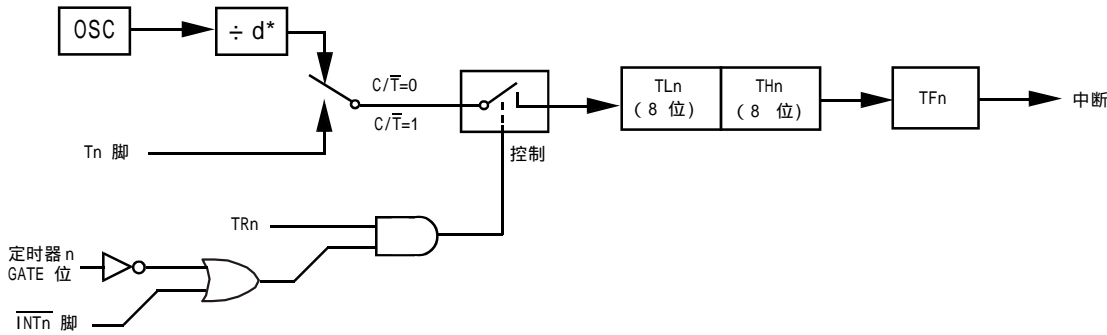 OSC
÷ d*
C/T̅=0
C/T̅=1
Tn 脚
控制
TLn
(8 位)
THn
(8 位)
TFn
中断
TRn
定时器n
GATE 位
I̅N̅T̅n̅ 脚